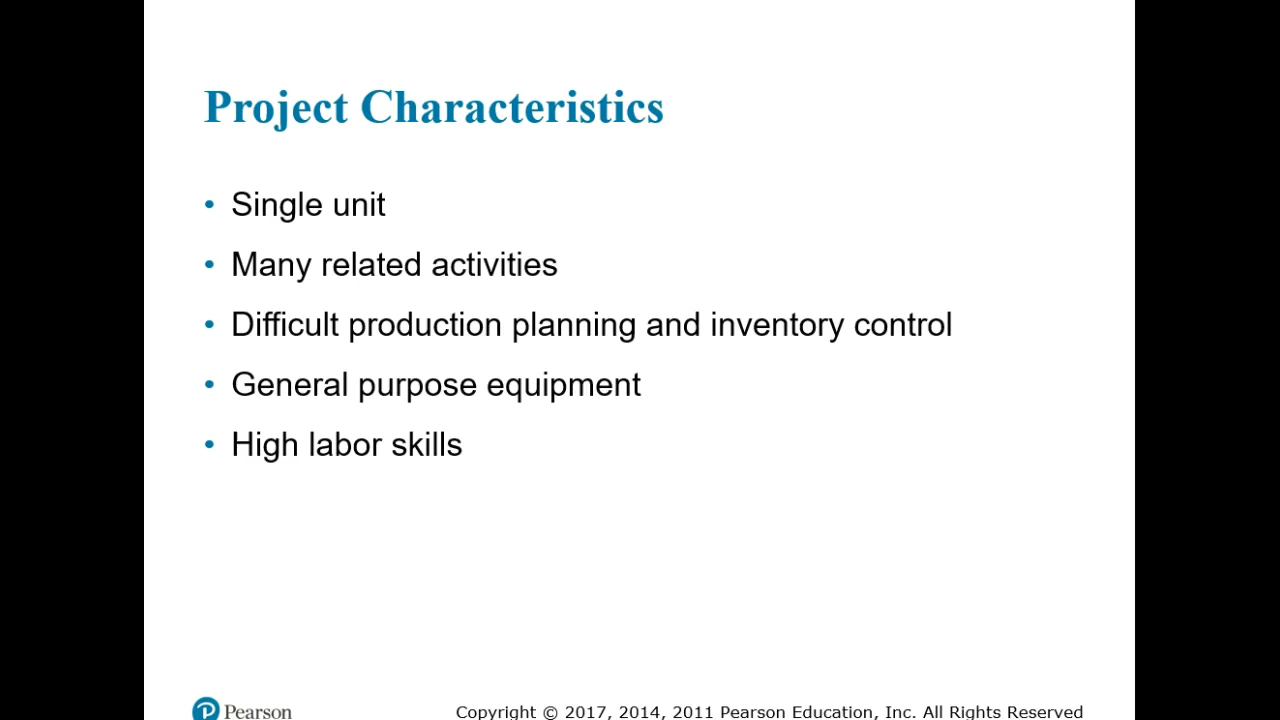 Project Characteristics
• Single unit
• Many related activities
• Difficult production planning and inventory control
• General purpose equipment
• High labor skills
Pearson
Copyright © 2017, 2014, 2011 Pearson Education, Inc. All Rights Reserved